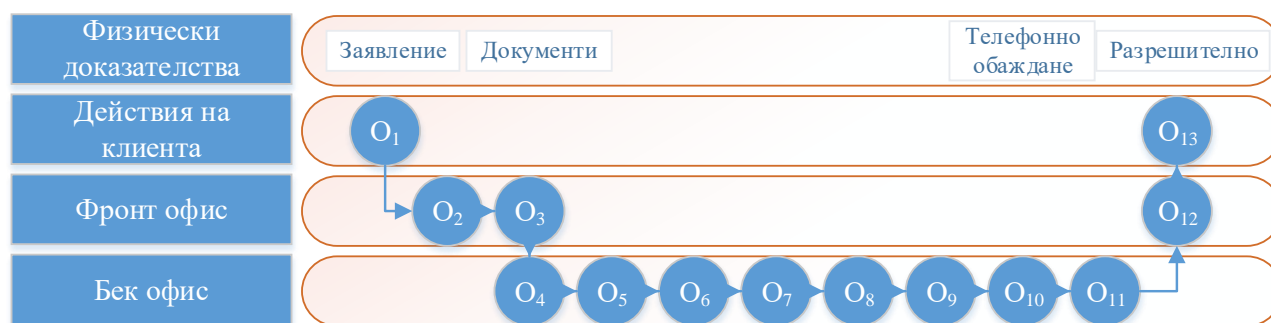 Физически
доказателства
Заявление
Документи
Телефонно
обаждане
Разрешително
Действия на
клиента
O₁
O₁₃
Фронт офис
O₂
O₃
O₁₂
Бек офис
O₄
O₅
O₆
O₇
O₈
O₉
O₁₀
O₁₁